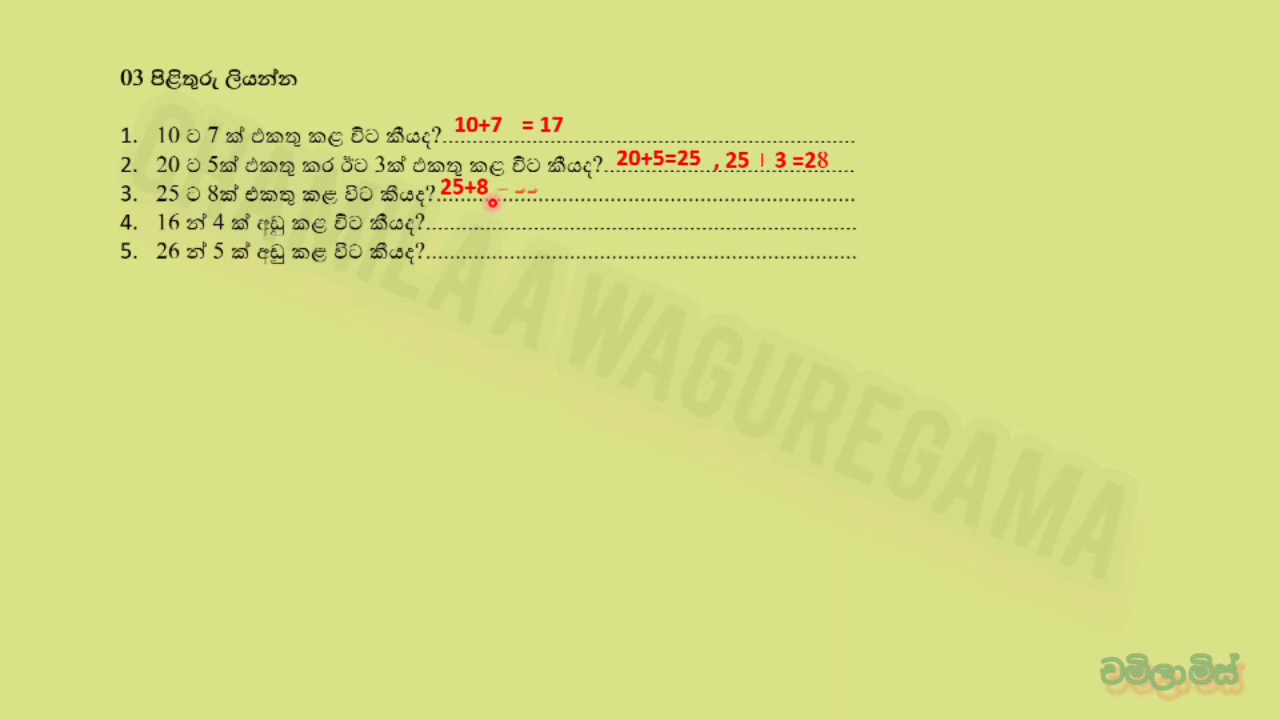 03 පිළිතුරු ලියන්න
1. 10 ට 7 ක් එකතු කළ විට කීයද?.......... 10+7 = 17
2. 20 ට 5ක් එකතු කර ඊට 3ක් එකතු කළ විට කීයද?.......... 20+5=25 , 25 + 3 =28
3. 25 ට 8ක් එකතු කළ විට කීයද?.......... 25+8
4. 16 න් 4 ක් අඩු කළ විට කීයද?..........
5. 26 න් 5 ක් අඩු කළ විට කීයද?..........
CHAMILA A WAGUREGAMA
චමිලා මිස්